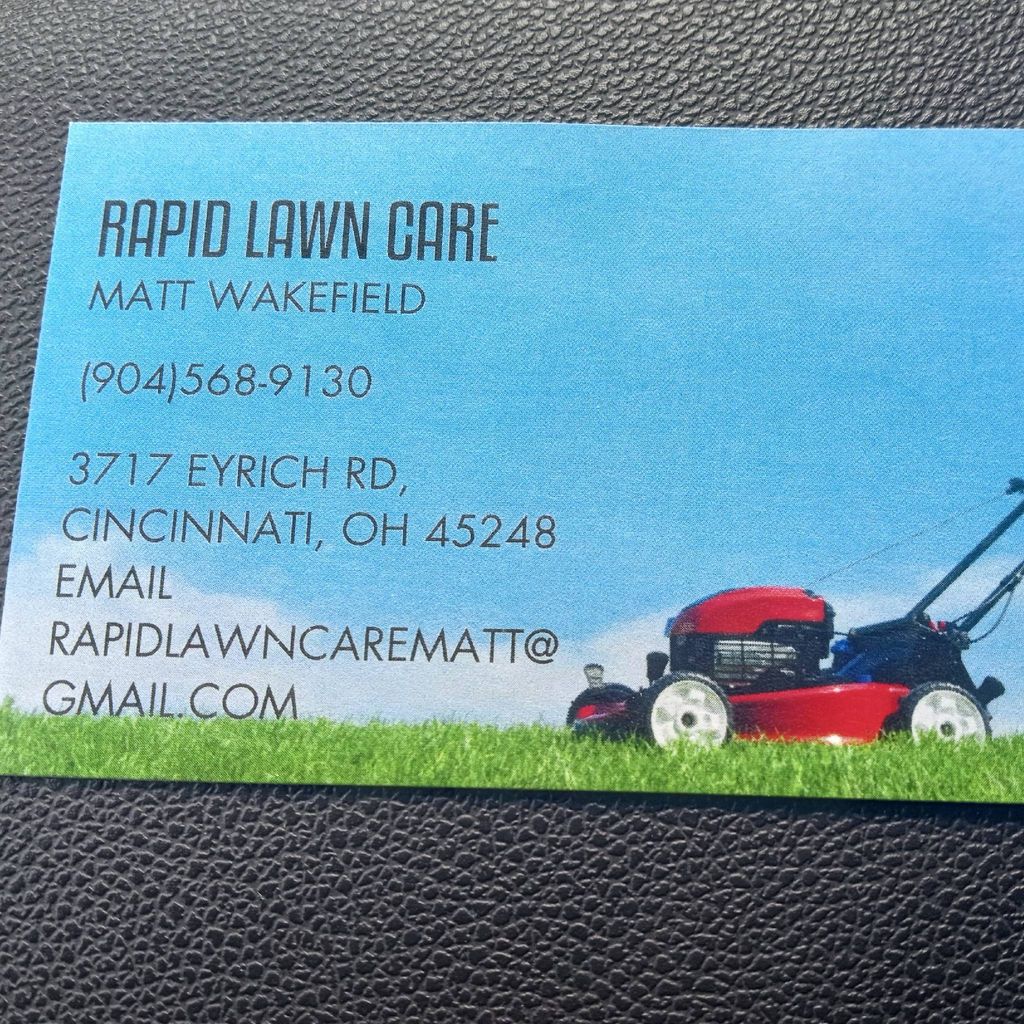 RAPID LAWN CARE
MATT WAKEFIELD
(904)568-9130
3717 EYRICH RD,
CINCINNATI, OH 45248
EMAIL
RAPIDLAWNCAREMATT@
GMAIL.COM